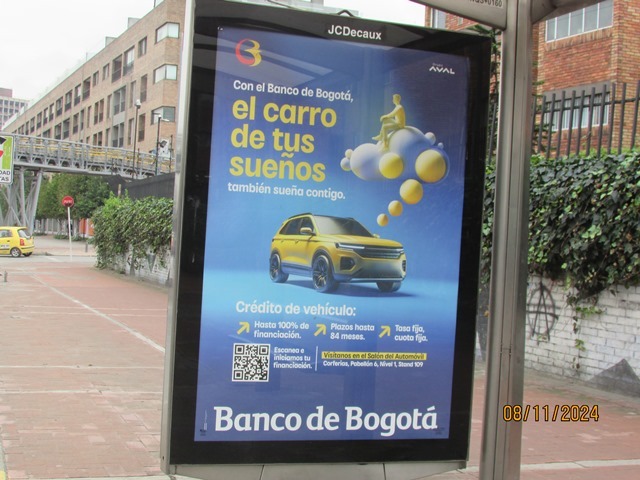 JCDecaux
AVAL
Con el Banco de Bogotá,
el carro
de tus
sueños
también sueña contigo.
Crédito de vehículo:
Hasta 100% de
financiación.
Plazos hasta
84 meses.
Tasa fija,
cuota fija.
Escanea e
iniciemos tu
financiación.
Visítanos en el Salón del Automóvil
Corferias, Pabellón 6, Nivel 1, Stand 109
Banco de Bogotá
08/11/2024